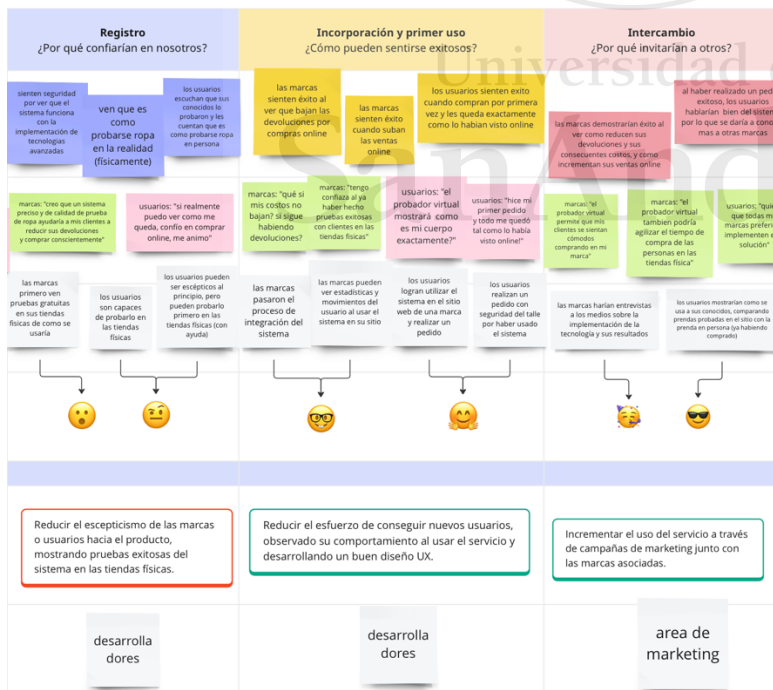 Registro
¿Por qué confiarían en nosotros?
Incorporación y primer uso
¿Cómo pueden sentirse exitosos?
Intercambio
¿Por qué invitarían a otros?
Universidad
SanAnd
sienten seguridad
por ver que el
sistema funciona
con la
implementación de
tecnologías
avanzadas
ven que es
como
probarse ropa
en la realidad
(físicamente)
los usuarios
escuchan que sus
conocidos lo
probaron y les
cuentan que es
como probarse ropa
en persona
las marcas
sienten éxito al
ver que bajan las
devoluciones por
compras online
las marcas
sienten éxito
cuando suban
las ventas
online
los usuarios sienten exito
cuando compran por primera
vez y les queda exactamente
como lo habian visto online
las marcas demostrarían éxito al
ver como reducen sus
devoluciones y sus
consecuentes costos, y como
incrementan sus ventas online
al haber realizado un ped
exitoso, los usuarios
hablarían bien del sistem
por lo que se daría a cono
mas a otras marcas
marcas: "creo que un sistema
preciso y de calidad de prueba
de ropa ayudaría a mis clientes a
reducir sus devoluciones
y comprar conscientemente"
usuarios: "si realmente
puedo ver como me
queda, confío en comprar
online, me animo"
marcas: "qué si
mis costos no
bajan? si sigue
habiendo
devoluciones?
marcas: "tengo
confiaza al ya
haber hecho
pruebas exitosas
con clientes en las
tiendas físicas"
usuarios: "el
probador virtual
mostrará como
es mi cuerpo
exactamente?"
usuarios: "hice mi
primer pedido
y todo me quedó
tal como lo había
visto online!"
marcas: "el
probador virtual
permite que mis
clientes se sientan
cómodos
comprando en mi
marca"
marcas: "el
probador virtual
tambien podría
agilizar el tiempo de
compra de las
personas en las
tiendas física"
usuarios: "quie
que todas m
marcas preferi
implementen e
solución"
las marcas
primero ven
pruebas gratuitas
en sus tiendas
físicas de como se
usaría
los usuarios
son capaces
de probarlo en
las tiendas
físicas
los usuarios pueden
ser escépticos al
principio, pero
pueden probarlo
primero en las
tiendas físicas (con
ayuda)
las marcas
pasaron el
proceso de
integración del
sistema
las marcas pueden
ver estadísticas y
movimientos del
usuario al usar el
sistema en su sitio
los usuarios
logran utilizar el
sistema en el sitio
web de una marca
y realizar un
pedido
los usuarios
realizan un
pedido con
seguridad del talle
por haber usado
el sistema
las marcas harían entrevistas
a los medios sobre la
implementación de la
tecnología y sus resultados
los usuarios mostrarían como se
usa a sus conocidos, comparando
prendas probadas en el sitio con la
prenda en persona (ya habiendo
comprado)
Reducir el escepticismo de las marcas
o usuarios hacia el producto,
mostrando pruebas exitosas del
sistema en las tiendas físicas.
Reducir el esfuerzo de conseguir nuevos usuarios,
observado su comportamiento al usar el servicio y
desarrollando un buen diseño UX.
Incrementar el uso del servicio a través
de campañas de marketing junto con
las marcas asociadas.
desarrolla
dores
desarrolla
dores
area de
marketing